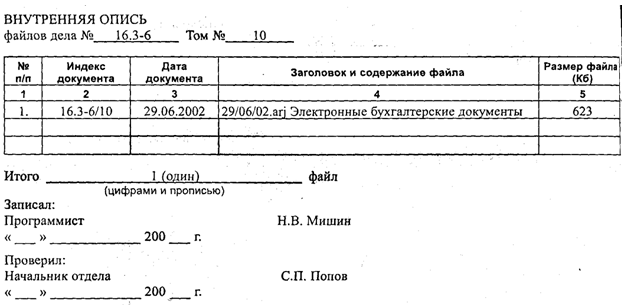 ВНУТРЕННЯЯ ОПИСЬ
файлов дела № 16.3-6 Том № 10
№ п/п Индекс документа Дата документа Заголовок и содержание файла Размер файла (Кб)
1 2 3 4 5
1. 16.3-6/10 29.06.2002 29/06/02.arj Электронные бухгалтерские документы 623
Итого 1 (один) файл
(цифрами и прописью)
Записал:
Программист Н.В. Мишин
« ___ » ______________ 200 ___ г.
Проверил:
Начальник отдела С.П. Попов
« ___ » ______________ 200 ___ г.